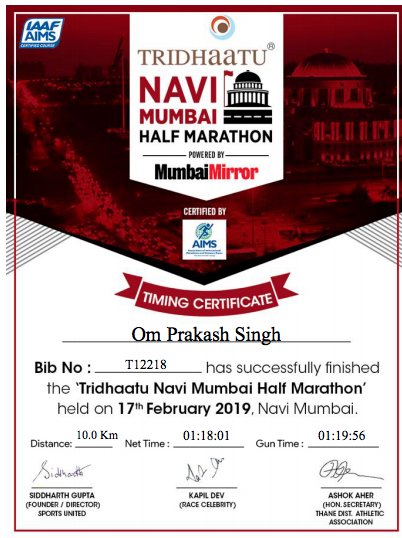 IAAF
AIMS
CERTIFIED COURSE
TRIDHaaTU®
NAVI
MUMBAI
HALF MARATHON
POWERED BY
MumbaiMirror
CERTIFIED BY
AIMS
TIMING CERTIFICATE
Om Prakash Singh
Bib No : T12218 has successfully finished
the ‘Tridhaatu Navi Mumbai Half Marathon’
held on 17th February 2019, Navi Mumbai.
Distance: 10.0 Km Net Time : 01:18:01 Gun Time : 01:19:56
Siddharth
SIDDHARTH GUPTA
(FOUNDER / DIRECTOR)
SPORTS UNITED
KAPIL DEV
(RACE CELEBRITY)
ASHOK AHER
(HON. SECRETARY)
THANE DIST. ATHLETIC
ASSOCIATION